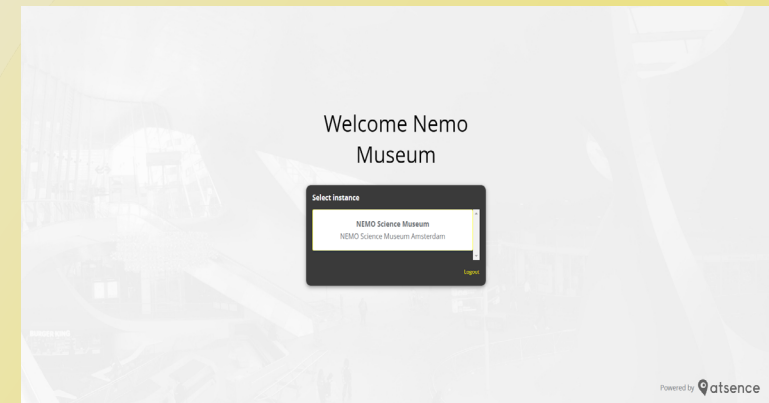 Welcome Nemo
Museum
Select instance
NEMO Science Museum
NEMO Science Museum Amsterdam
Logout
Powered by atsence